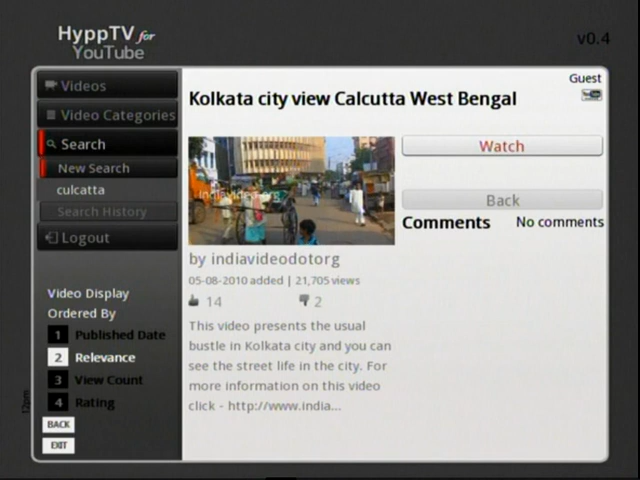 HyppTV for
YouTube
v0.4
Videos
Video Categories
Search
New Search
culcatta
Search History
Logout
Video Display
Ordered By
1 Published Date
2 Relevance
3 View Count
4 Rating
BACK
EXIT
12pm
Guest
You Tube
Kolkata city view Calcutta West Bengal
indiavideo.org
Watch
Back
Comments No comments
by indiavideodotorg
05-08-2010 added | 21,705 views
14 2
This video presents the usual
bustle in Kolkata city and you can
see the street life in the city. For
more information on this video
click - http://www.india...